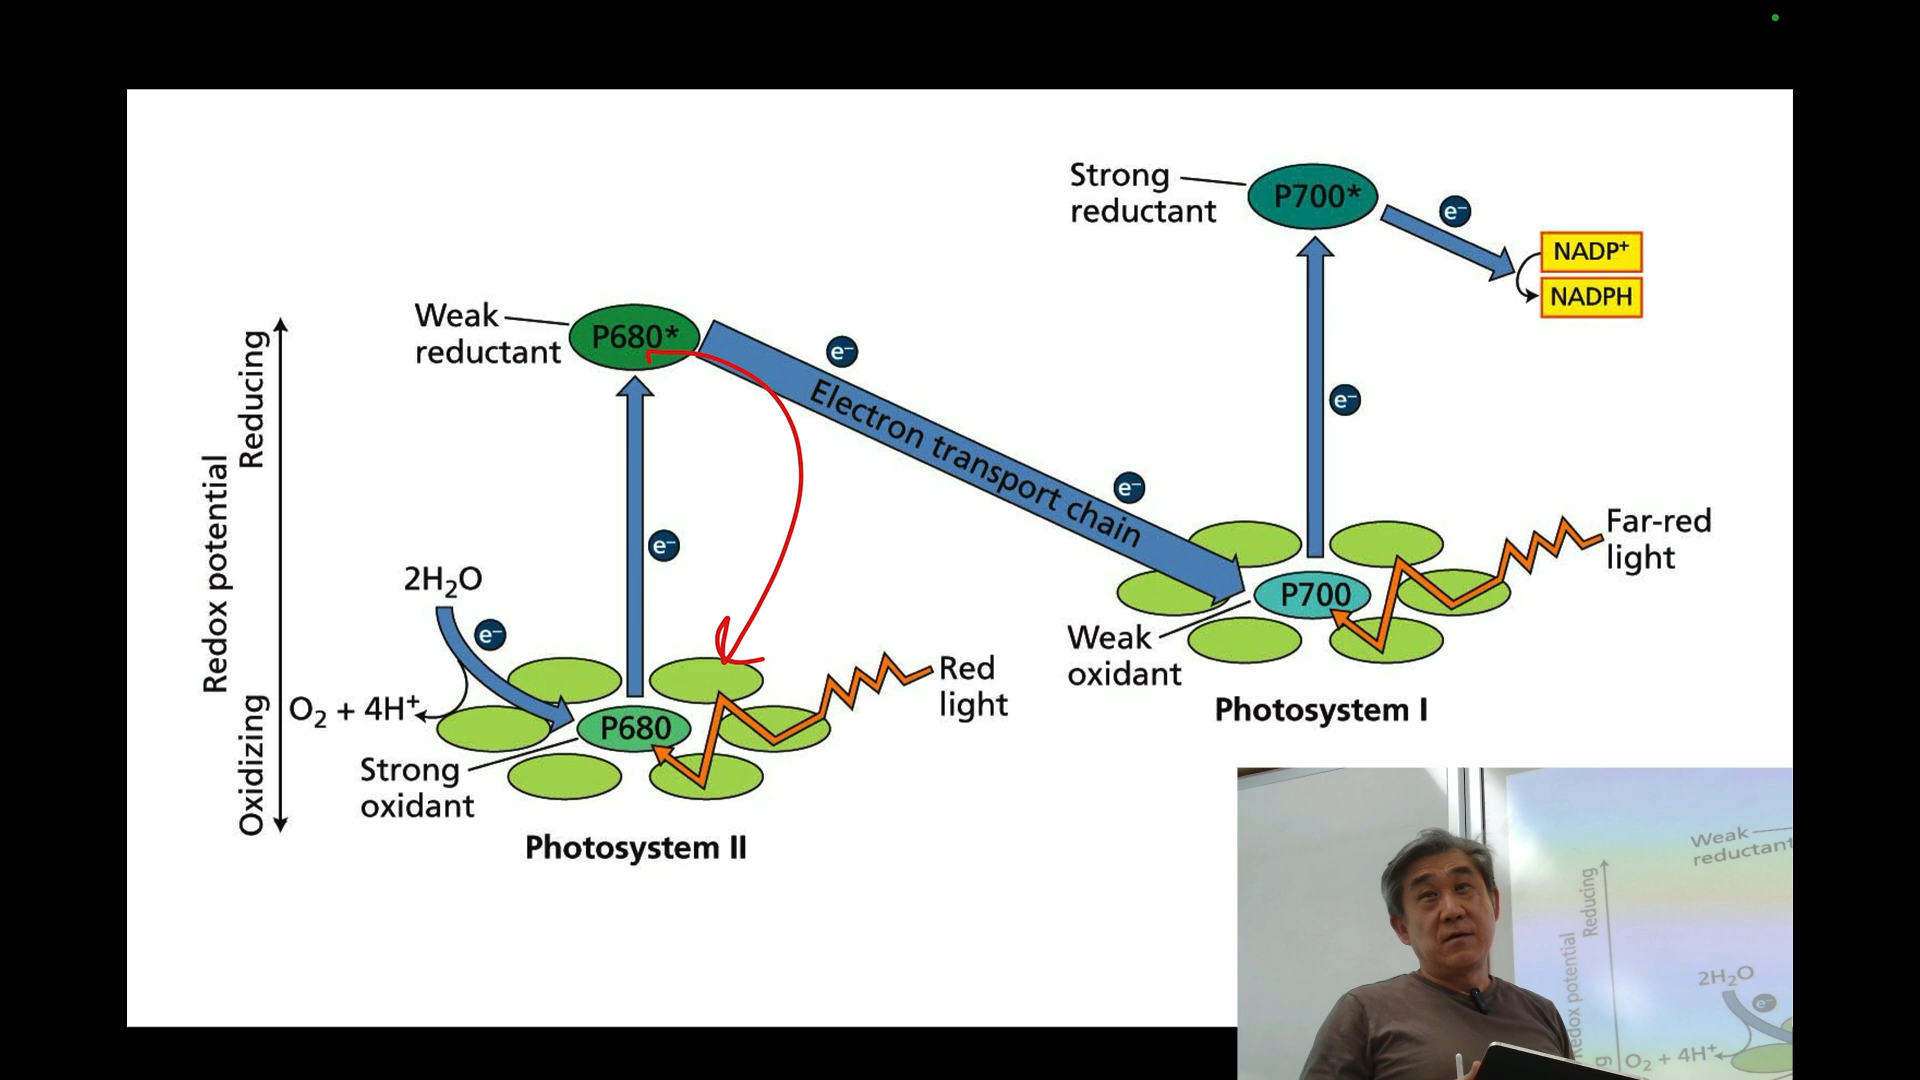 Strong
reductant
P700*
e⁻
NADP⁺
NADPH
Weak
reductant
P680*
e⁻
Electron transport chain
e⁻
e⁻
e⁻
Redox potential
Reducing
Oxidizing
2H₂O
e⁻
O₂ + 4H⁺
P680
Strong
oxidant
Red
light
Photosystem II
P700
Weak
oxidant
Far-red
light
Photosystem I
Weak
reductant
Reducing
2H₂O
e⁻
O₂ + 4H⁺